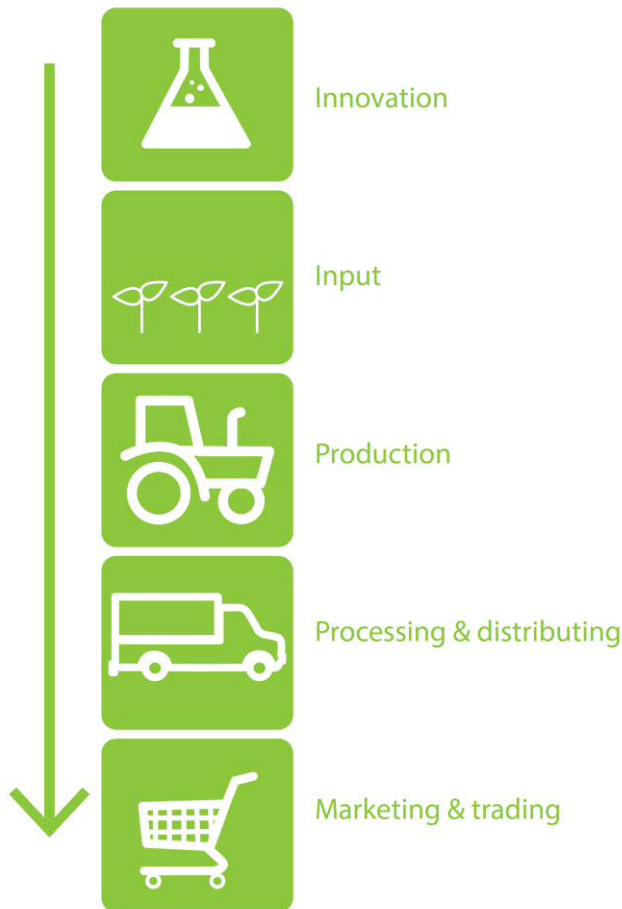 Innovation
Input
Production
Processing & distributing
Marketing & trading